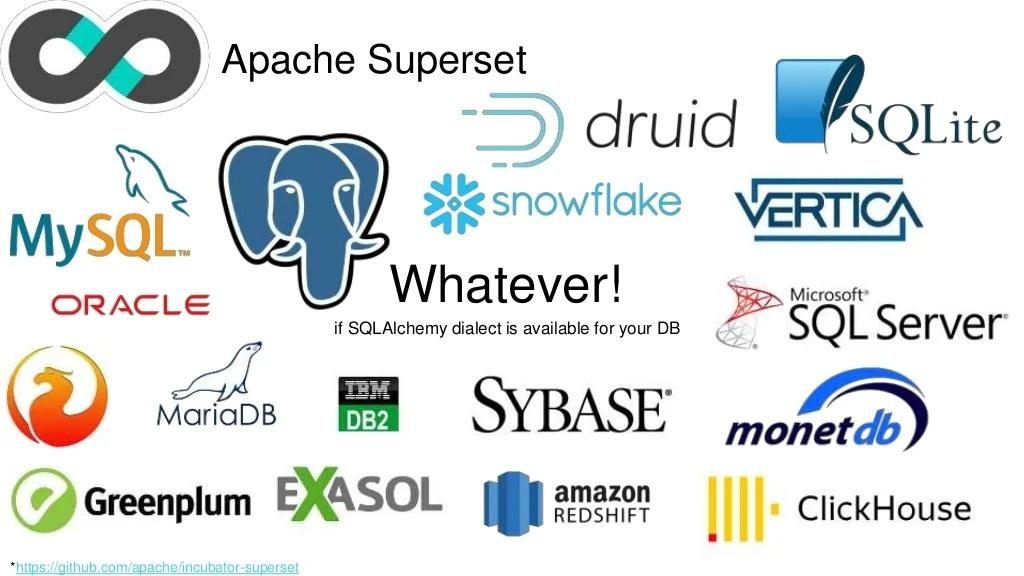 Apache Superset
druid
SQLite
snowflake
VERTICA
MySQL™
Whatever!
if SQLAlchemy dialect is available for your DB
ORACLE
Microsoft®
SQL Server®
MariaDB
IBM
DB2
SYBASE®
monetdb
Greenplum
EXASOL
amazon
REDSHIFT
ClickHouse
*https://github.com/apache/incubator-superset